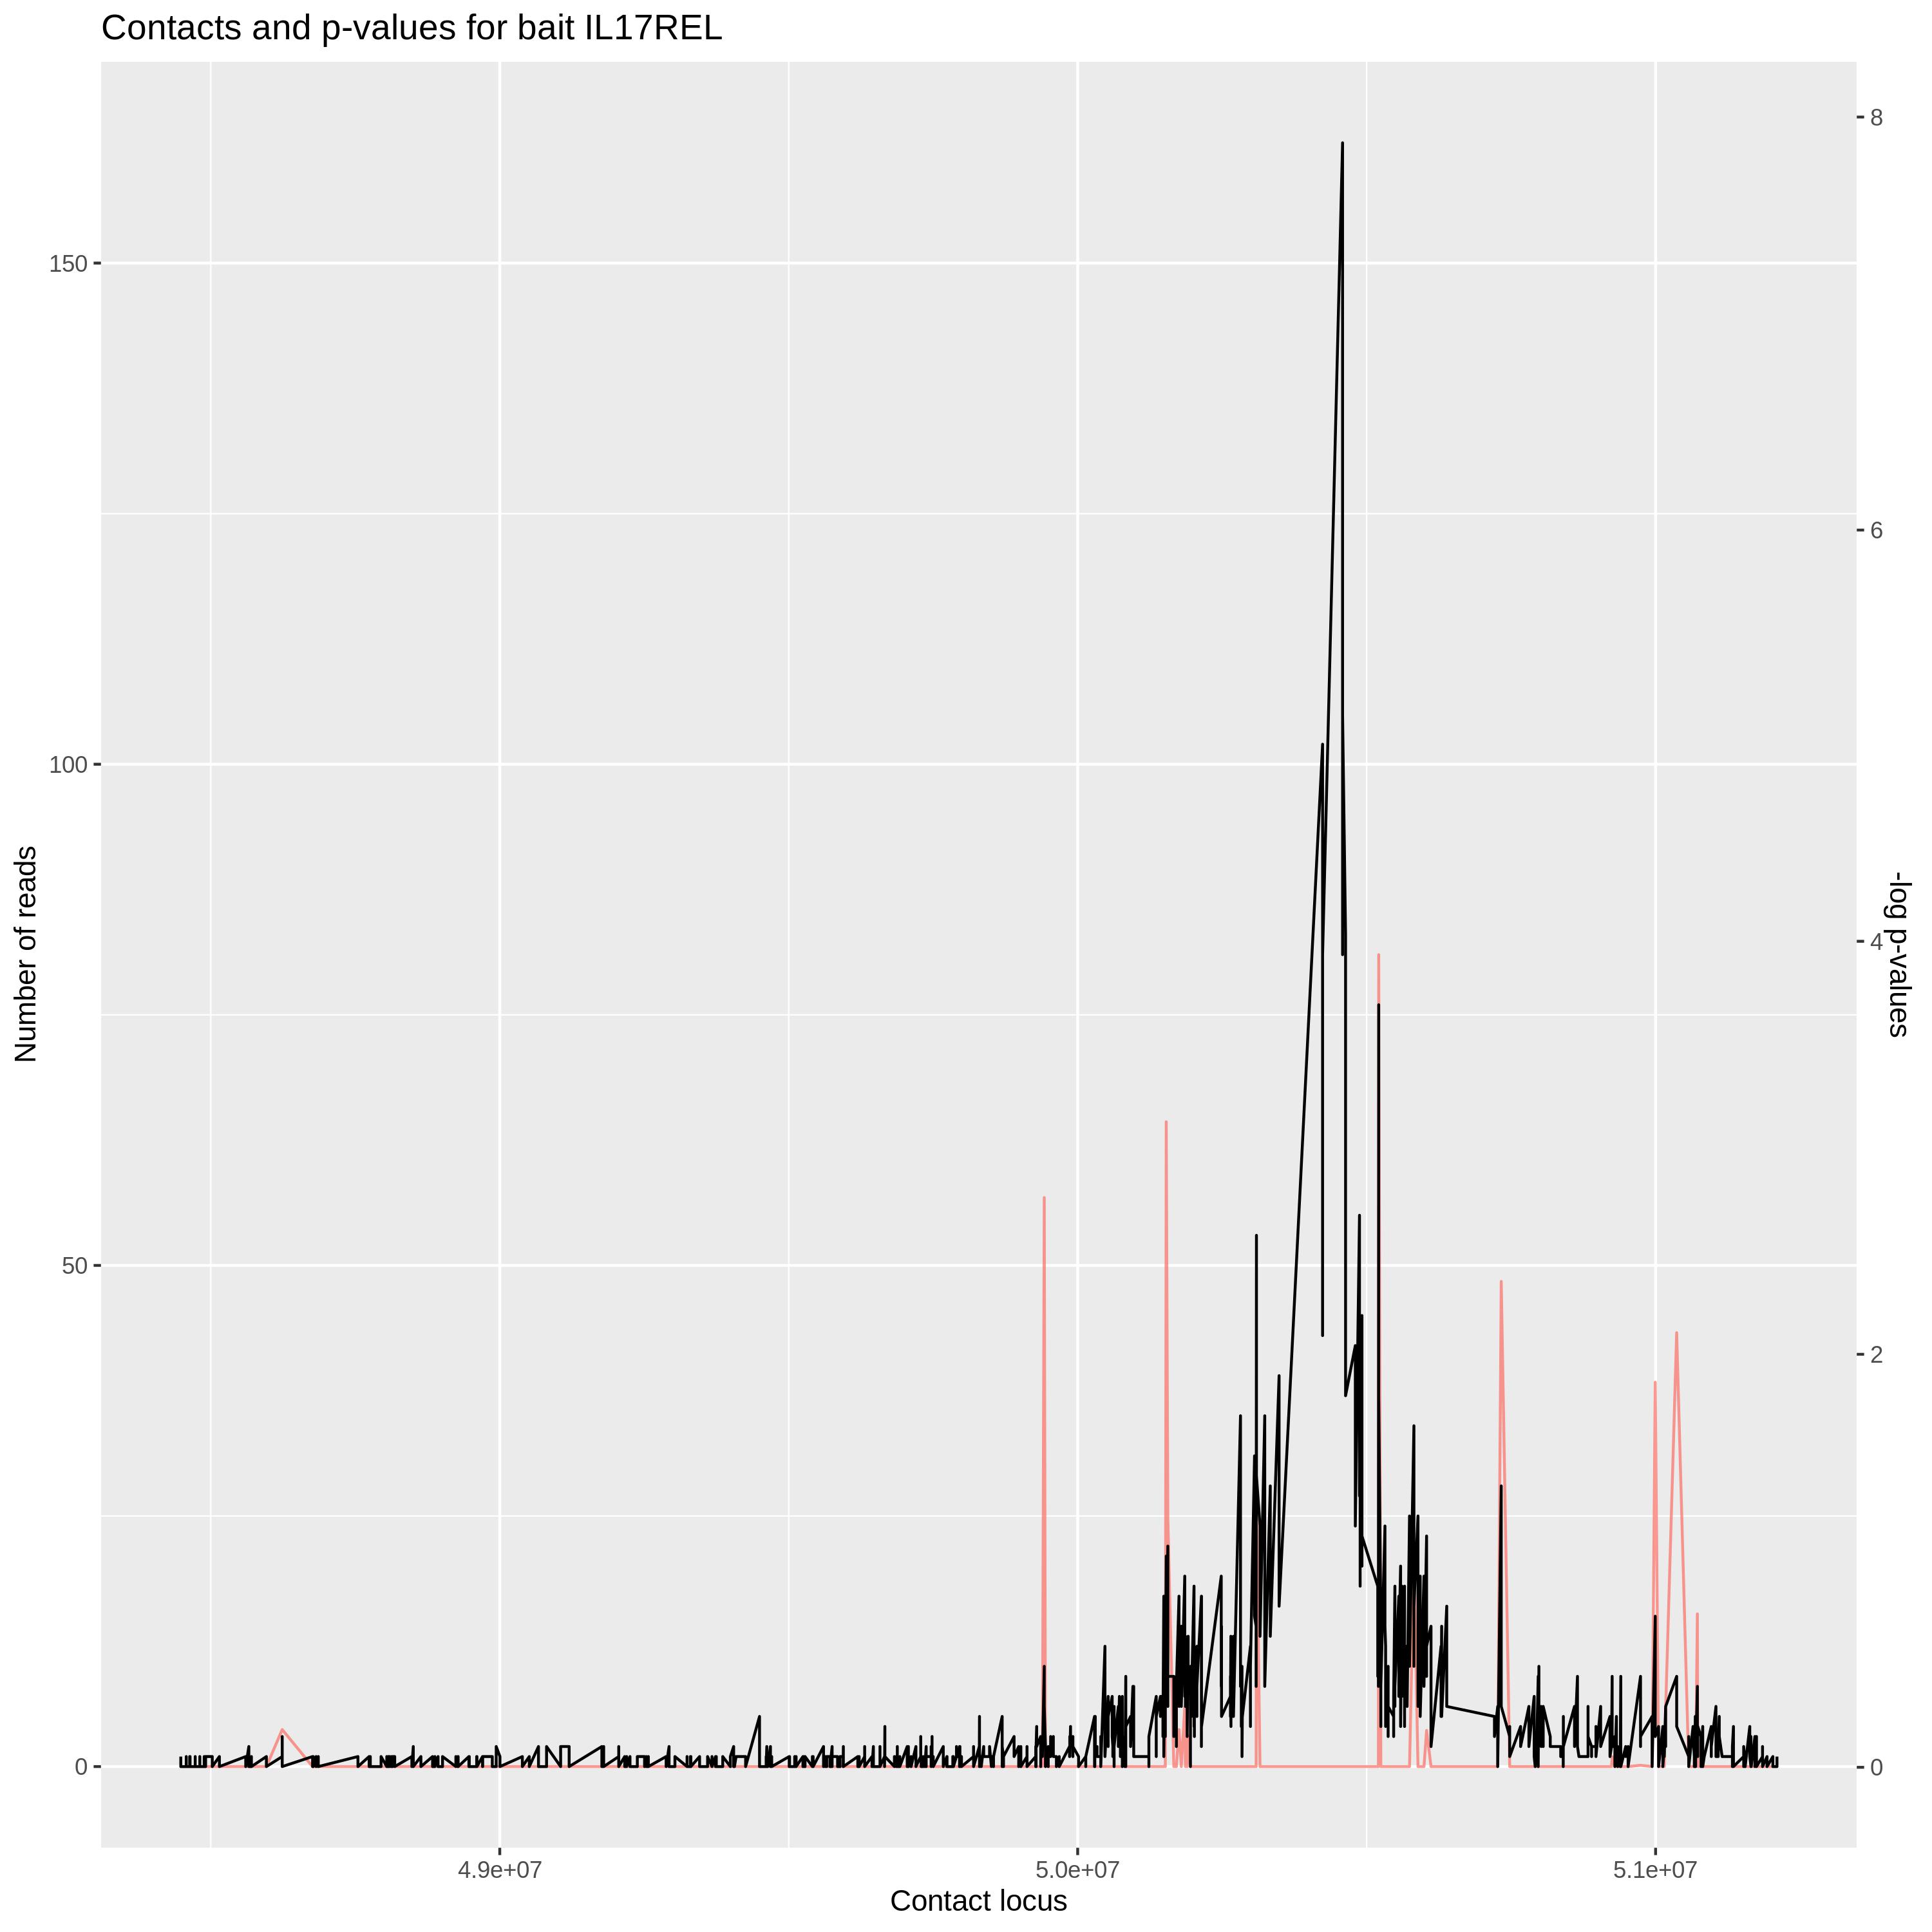 Contacts and p-values for bait IL17REL
8
150
6
100
Number of reads
-log p-values
4
50
2
0
0
4.9e+07
5.0e+07
5.1e+07
Contact locus